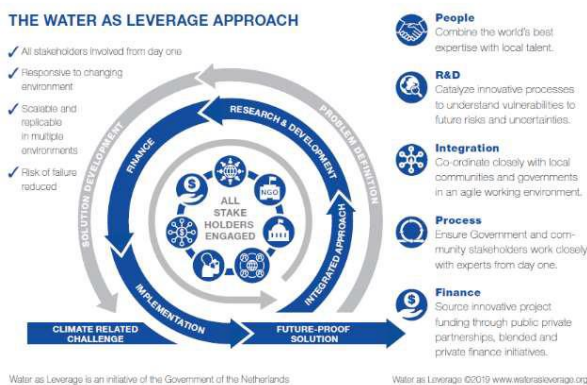 THE WATER AS LEVERAGE APPROACH
✓ All stakeholders involved from day one
✓ Responsive to changing
environment
✓ Scalable and
replicable
in multiple
environments
✓ Risk of failure
reduced
SOLUTION DEVELOPMENT
PROBLEM DEFINITION
FINANCE
RESEARCH & DEVELOPMENT
INTEGRATED APPROACH
IMPLEMENTATION
NGO
ALL
STAKE
HOLDERS
ENGAGED
CLIMATE RELATED
CHALLENGE
FUTURE-PROOF
SOLUTION
People
Combine the world's best
expertise with local talent.
R&D
Catalyze innovative processes
to understand vulnerabilities to
future risks and uncertainties.
Integration
Co-ordinate closely with local
communities and governments
in an agile working environment.
Process
Ensure Government and com-
munity stakeholders work closely
with experts from day one.
Finance
Source innovative project
funding through public private
partnerships, blended and
private finance initiatives.
Water as Leverage is an initiative of the Government of the Netherlands
Water as Leverage ©2019 www.waterasleverage.org